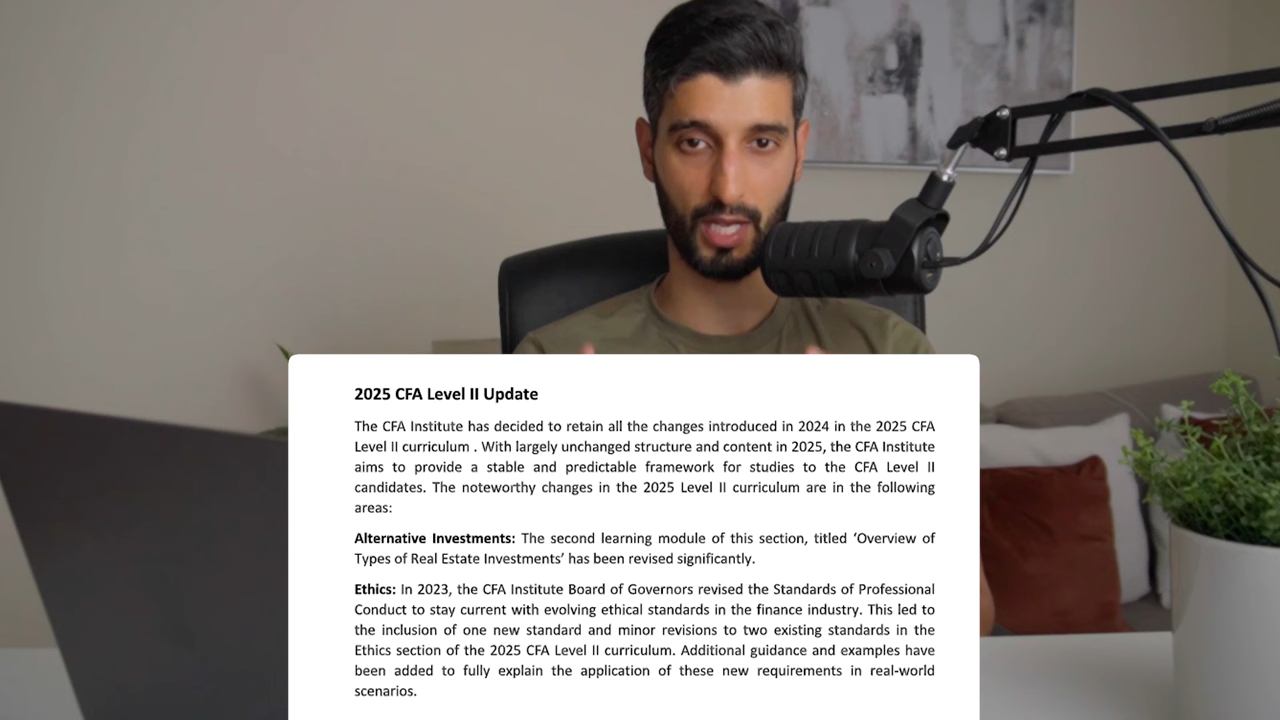 2025 CFA Level II Update
The CFA Institute has decided to retain all the changes introduced in 2024 in the 2025 CFA
Level II curriculum . With largely unchanged structure and content in 2025, the CFA Institute
aims to provide a stable and predictable framework for studies to the CFA Level II
candidates. The noteworthy changes in the 2025 Level II curriculum are in the following
areas:
Alternative Investments: The second learning module of this section, titled ‘Overview of
Types of Real Estate Investments’ has been revised significantly.
Ethics: In 2023, the CFA Institute Board of Governors revised the Standards of Professional
Conduct to stay current with evolving ethical standards in the finance industry. This led to
the inclusion of one new standard and minor revisions to two existing standards in the
Ethics section of the 2025 CFA Level II curriculum. Additional guidance and examples have
been added to fully explain the application of these new requirements in real-world
scenarios.